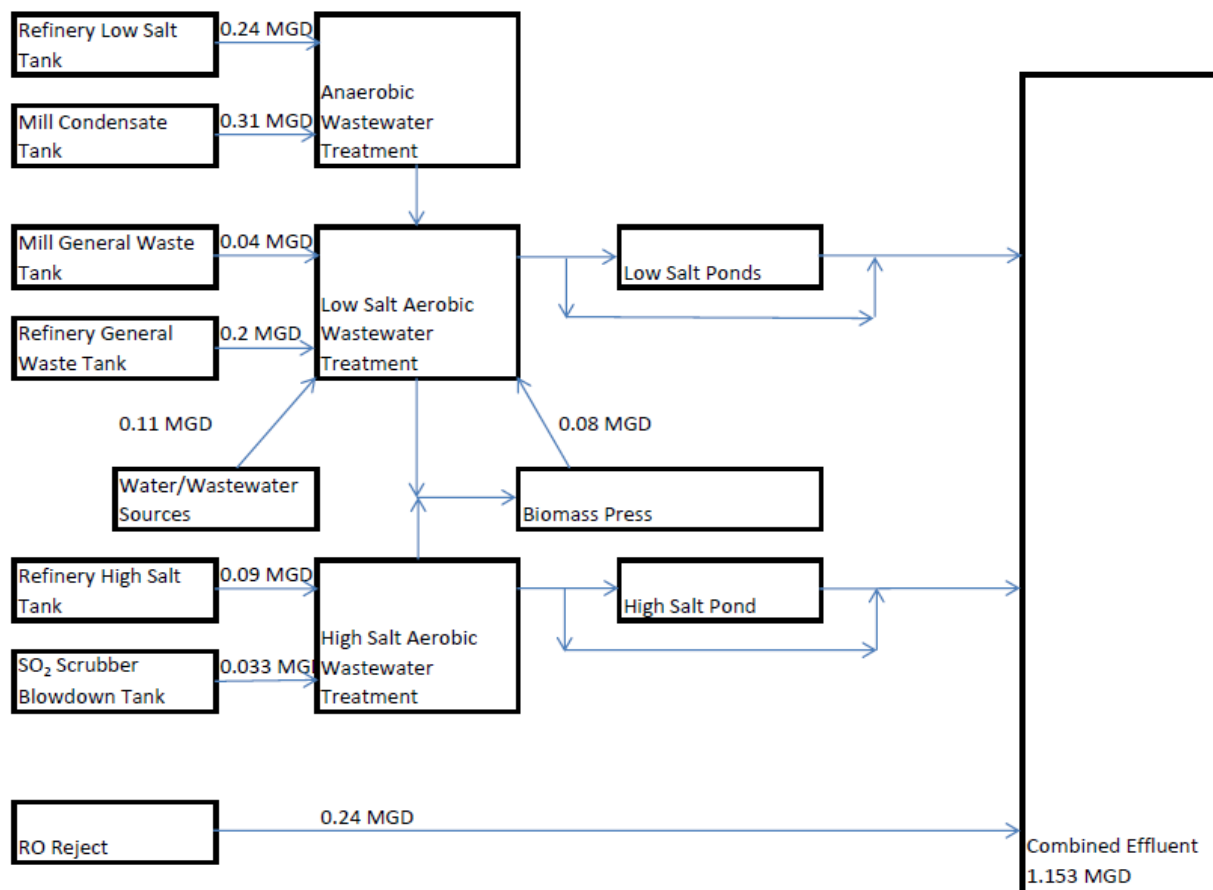 Refinery Low Salt
Tank
0.24 MGD
Mill Condensate
Tank
0.31 MGD
Anaerobic
Wastewater
Treatment
Mill General Waste
Tank
0.04 MGD
Refinery General
Waste Tank
0.2 MGD
Low Salt Aerobic
Wastewater
Treatment
Low Salt Ponds
0.11 MGD
0.08 MGD
Water/Wastewater
Sources
Biomass Press
Refinery High Salt
Tank
0.09 MGD
SO₂ Scrubber
Blowdown Tank
0.033 MGD
High Salt Aerobic
Wastewater
Treatment
High Salt Pond
RO Reject
0.24 MGD
Combined Effluent
1.153 MGD